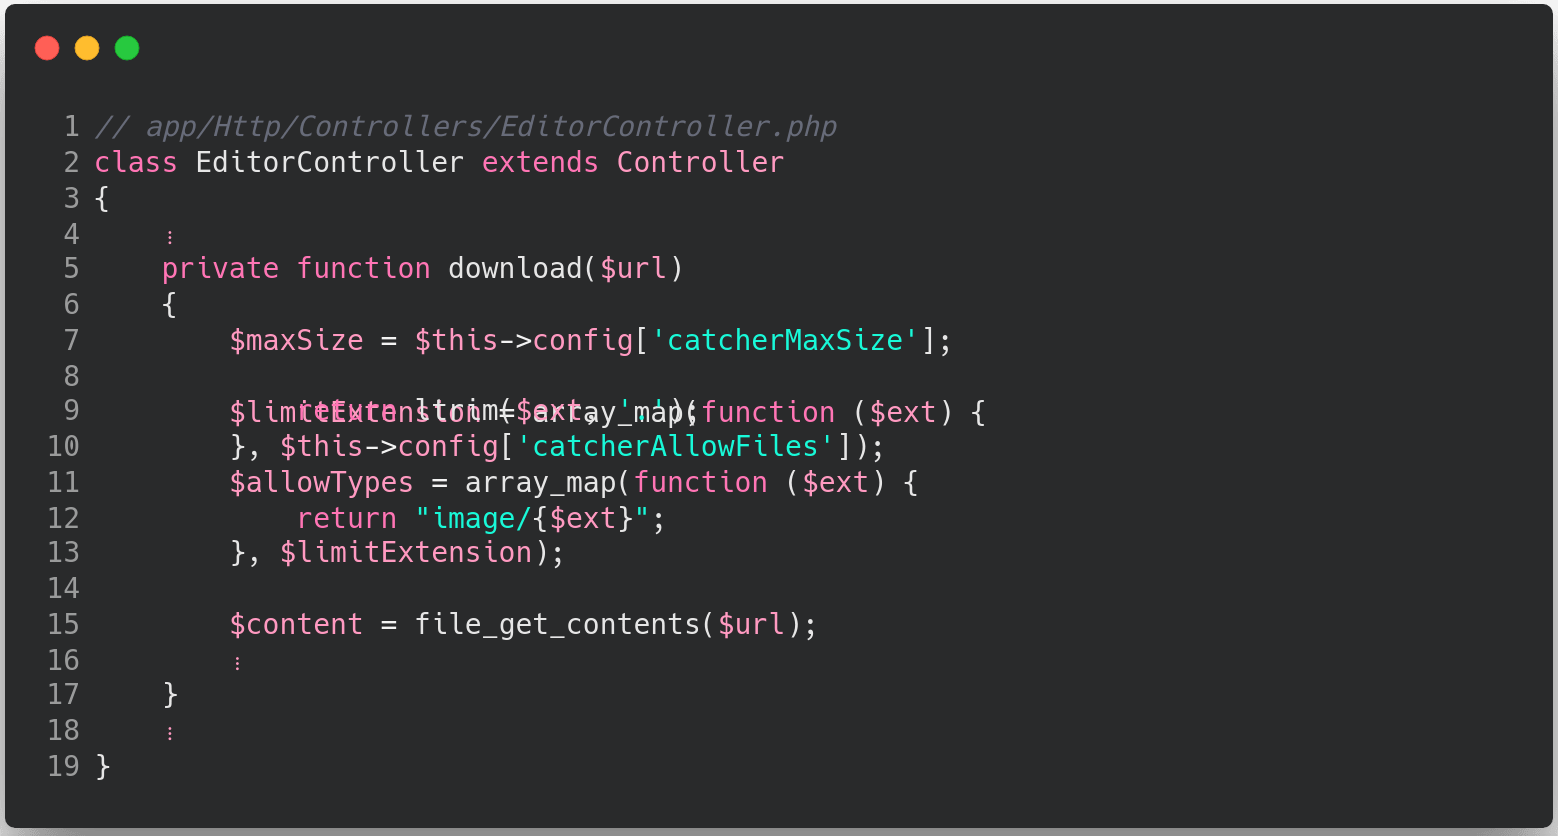 1 // app/Http/Controllers/EditorController.php
2 class EditorController extends Controller
3 {
4     ⁝
5     private function download($url)
6     {
7         $maxSize = $this->config['catcherMaxSize'];
8
9         $limitExtension = array_map(function ($ext) {
            return ltrim($ext, '.');
10         }, $this->config['catcherAllowFiles']);
11         $allowTypes = array_map(function ($ext) {
12             return "image/{$ext}";
13         }, $limitExtension);
14
15         $content = file_get_contents($url);
16         ⁝
17     }
18     ⁝
19 }